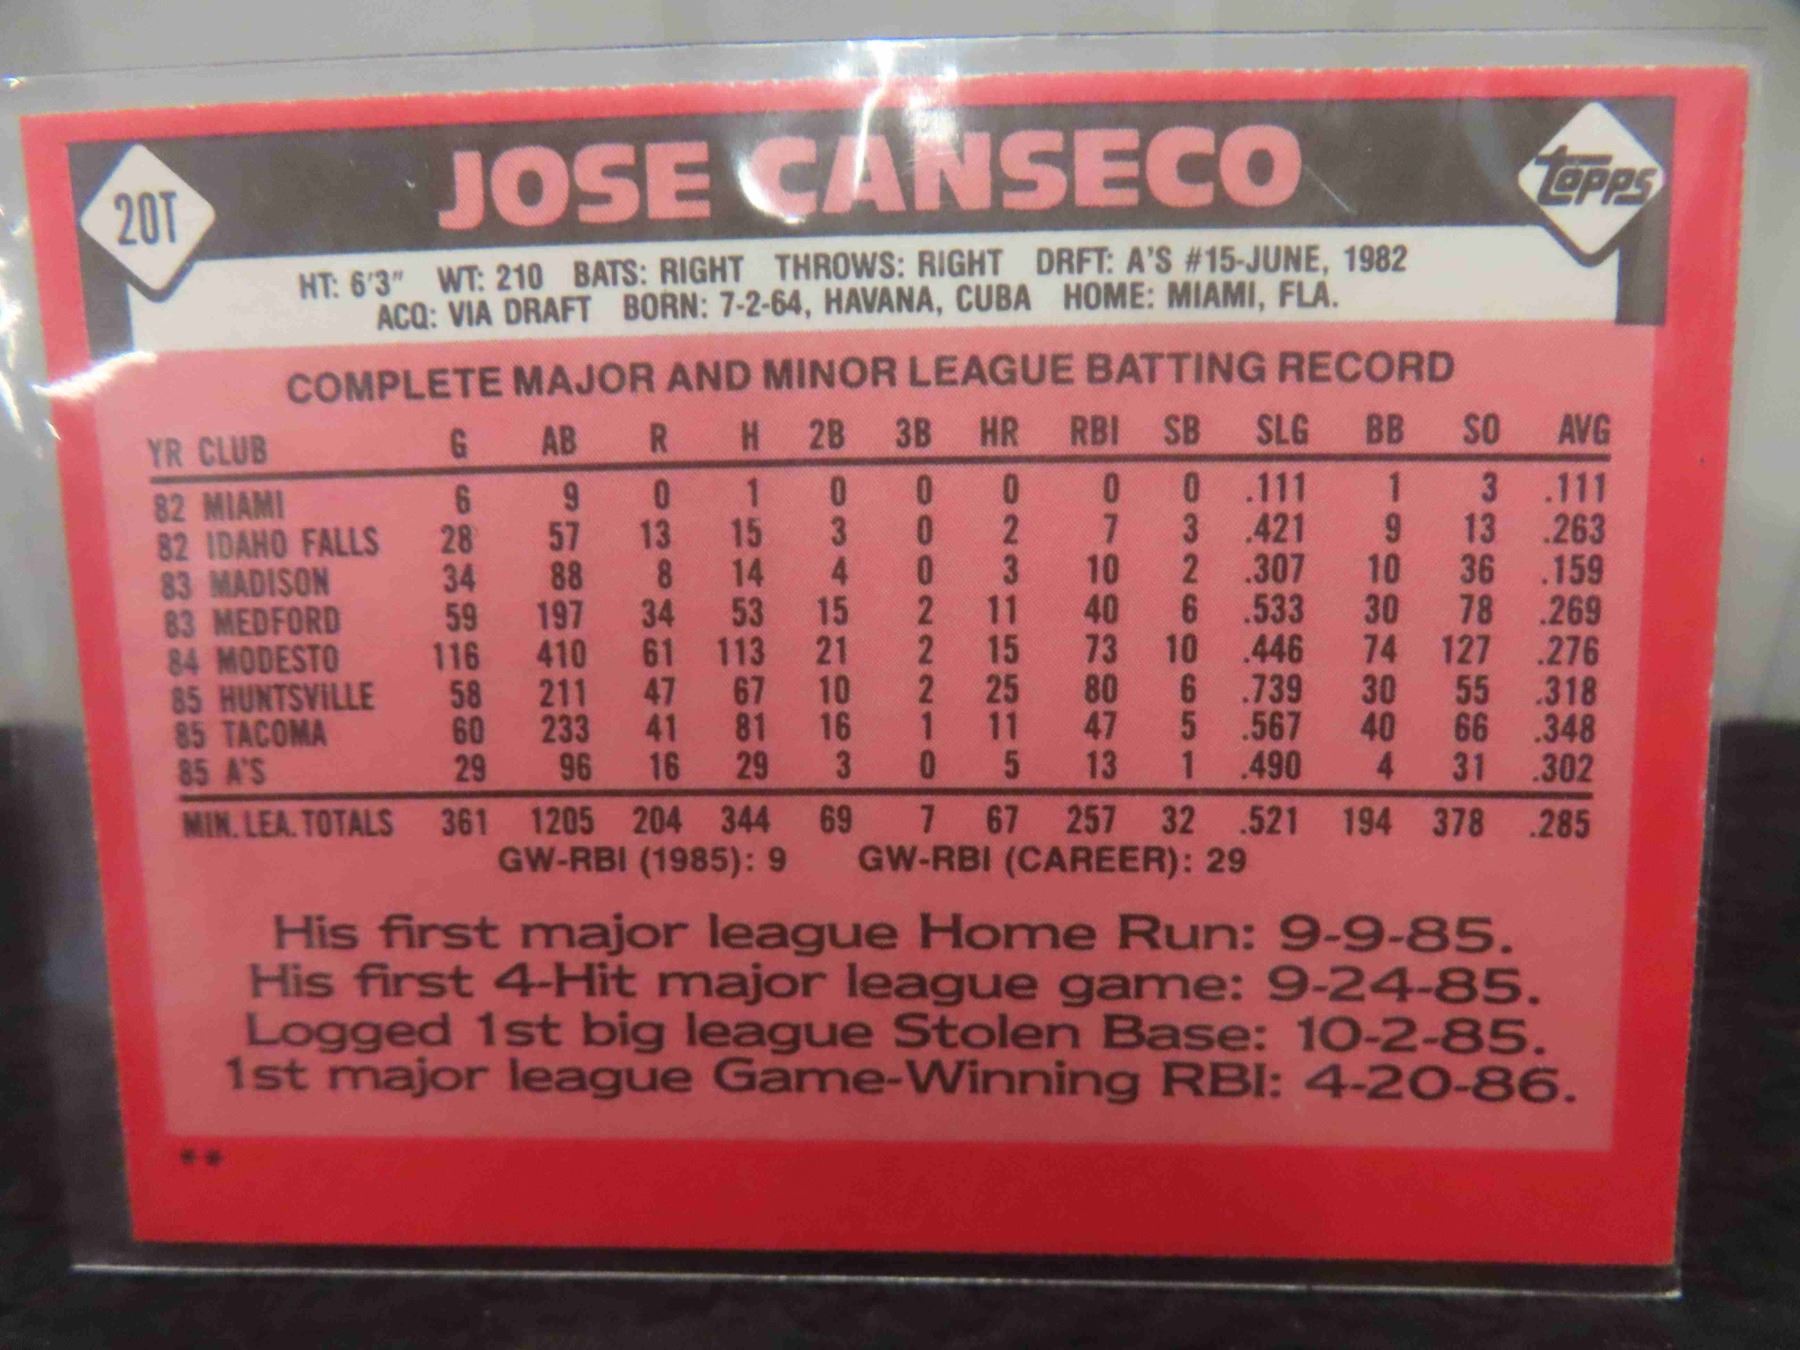 20T
JOSE CANSECO
Topps
HT: 6'3" WT: 210 BATS: RIGHT THROWS: RIGHT DRFT: A'S #15-JUNE, 1982
ACQ: VIA DRAFT BORN: 7-2-64, HAVANA, CUBA HOME: MIAMI, FLA.
COMPLETE MAJOR AND MINOR LEAGUE BATTING RECORD
YR CLUB G AB R H 2B 3B HR RBI SB SLG BB SO AVG
82 MIAMI 6 9 0 1 0 0 0 0 0 .111 1 3 .111
82 IDAHO FALLS 28 57 13 15 3 0 2 7 3 .421 9 13 .263
83 MADISON 34 88 8 14 4 0 3 10 2 .307 10 36 .159
83 MEDFORD 59 197 34 53 15 2 11 40 6 .533 30 78 .269
84 MODESTO 116 410 61 113 21 2 15 73 10 .446 74 127 .276
85 HUNTSVILLE 58 211 47 67 10 2 25 80 6 .739 30 55 .318
85 TACOMA 60 233 41 81 16 1 11 47 5 .567 40 66 .348
85 A'S 29 96 16 29 3 0 5 13 1 .490 4 31 .302
MIN. LEA. TOTALS 361 1205 204 344 69 7 67 257 32 .521 194 378 .285
GW-RBI (1985): 9 GW-RBI (CAREER): 29
His first major league Home Run: 9-9-85.
His first 4-Hit major league game: 9-24-85.
Logged 1st big league Stolen Base: 10-2-85.
1st major league Game-Winning RBI: 4-20-86.
**